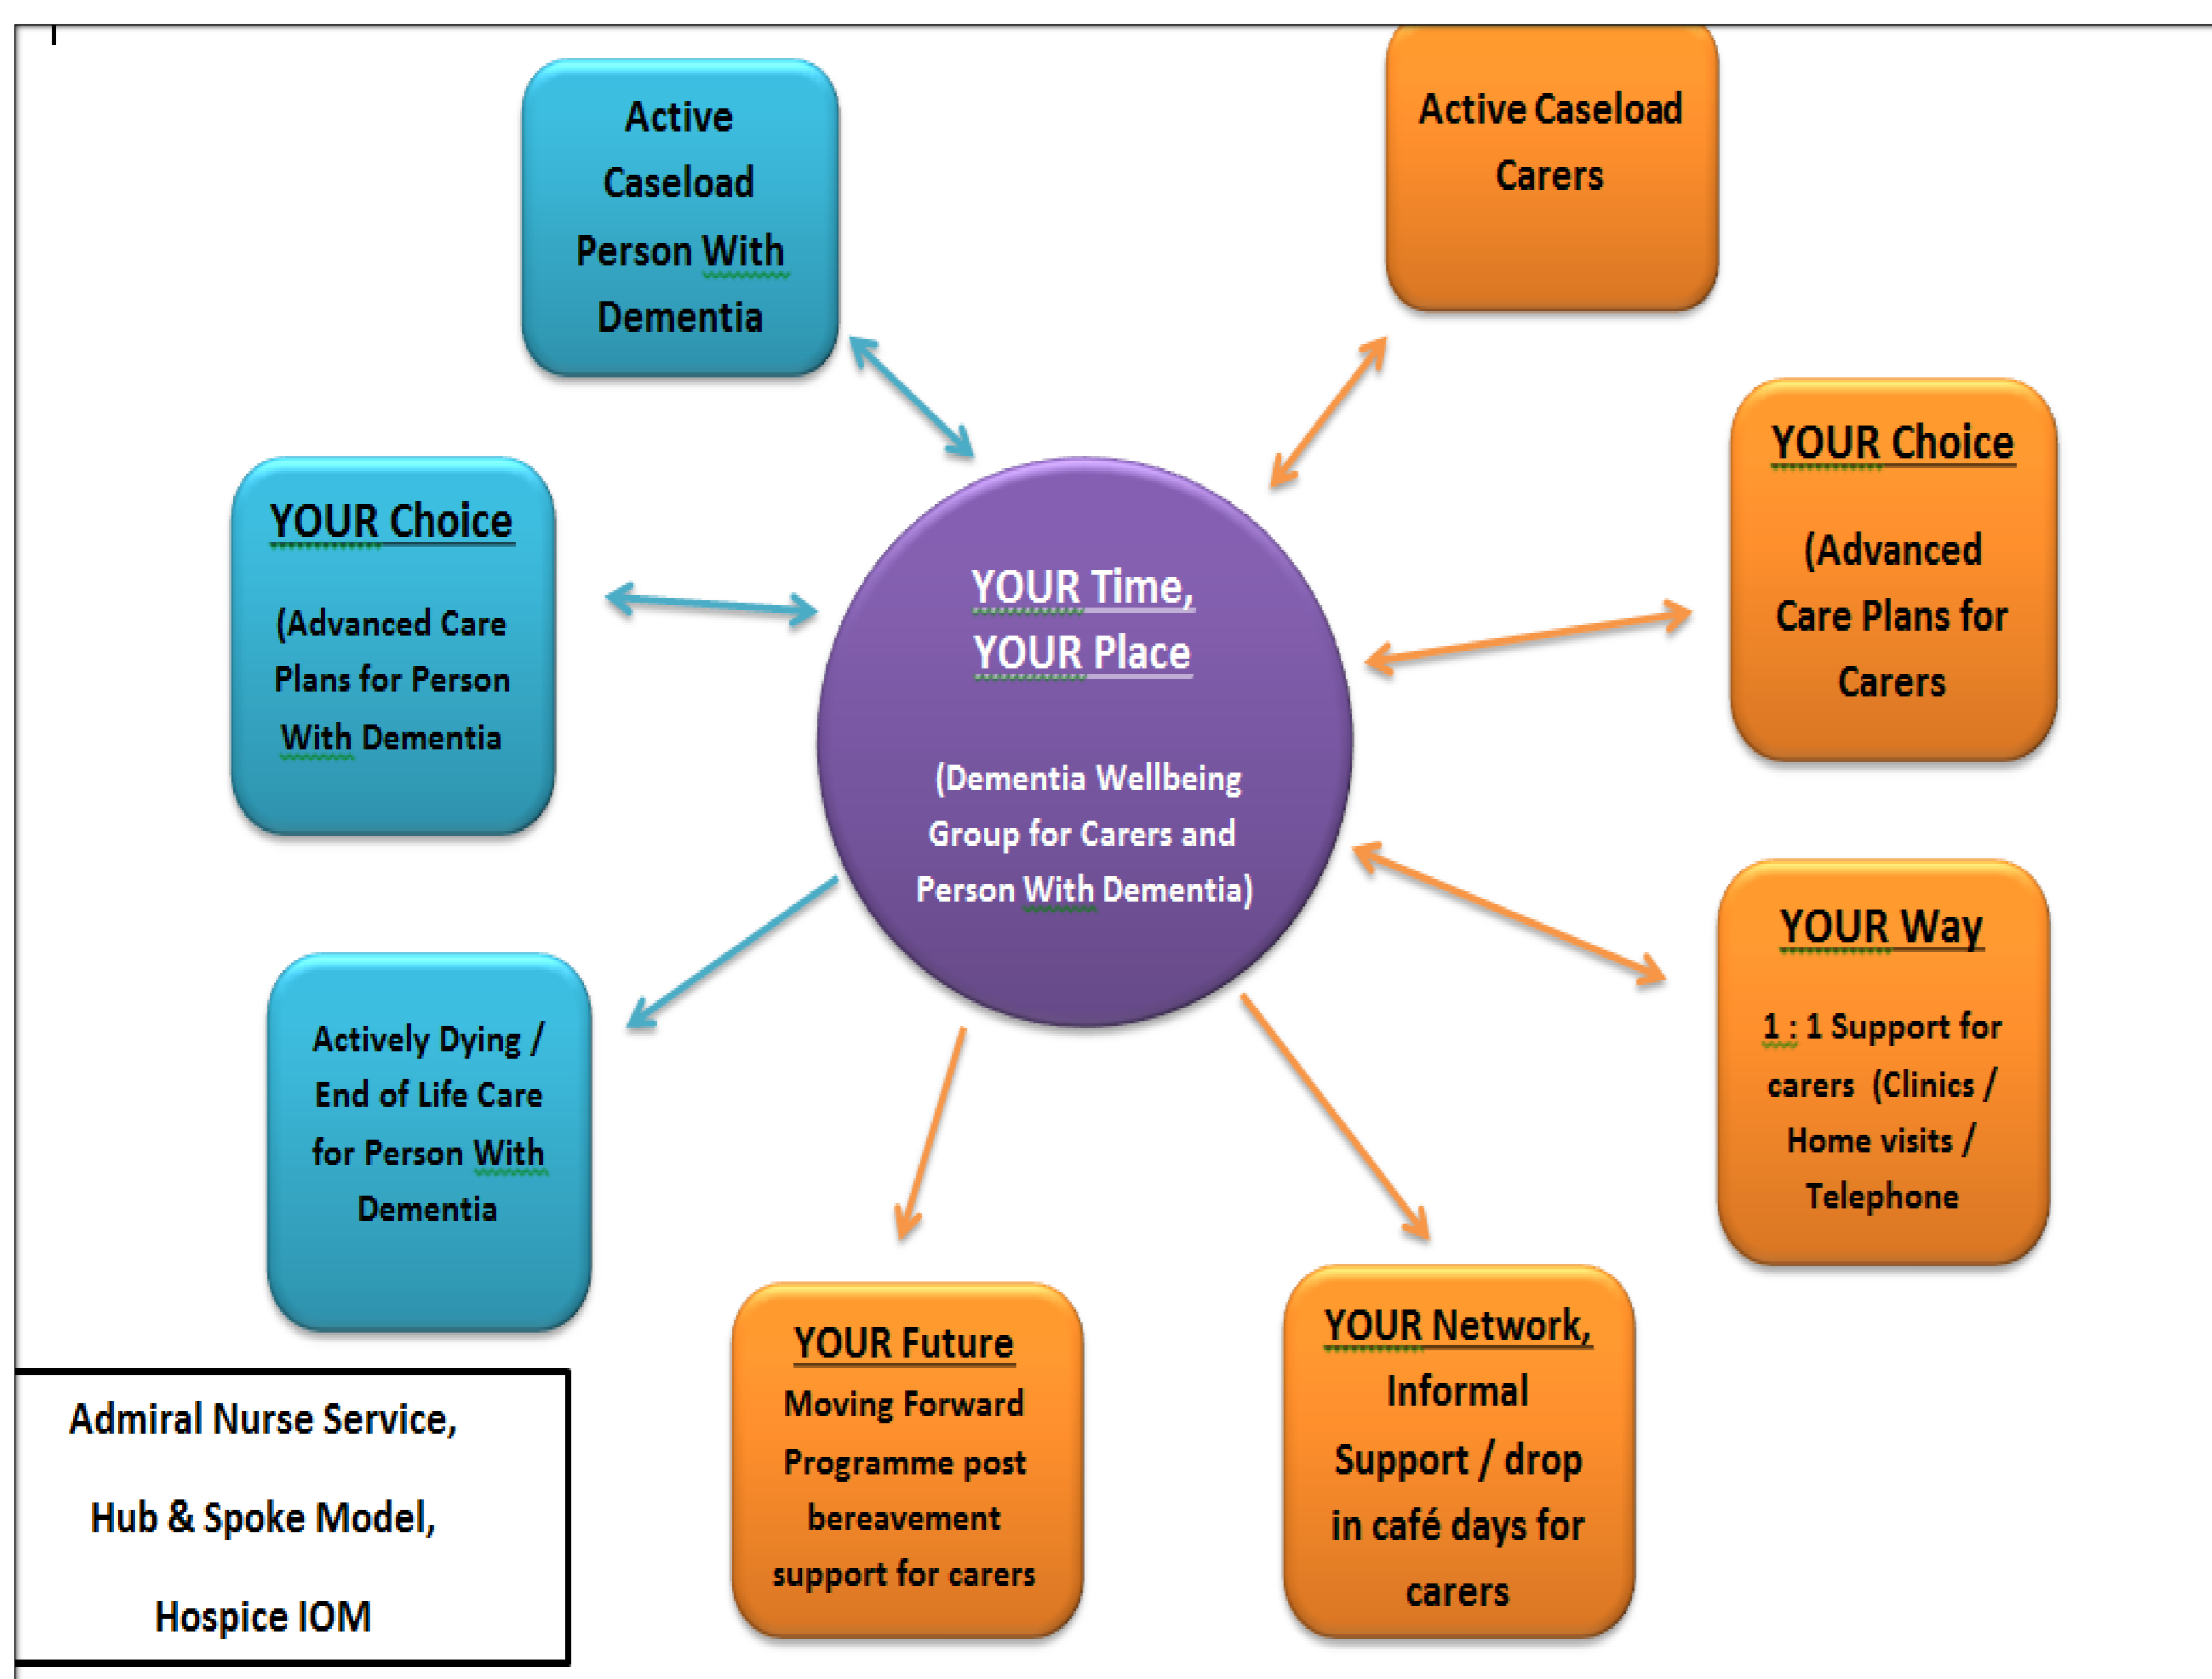 Active
Caseload
Person With
Dementia
Active Caseload
Carers
YOUR Choice
(Advanced
Care Plans for
Carers
YOUR Choice
(Advanced Care
Plans for Person
With Dementia
YOUR Time,
YOUR Place
(Dementia Wellbeing
Group for Carers and
Person With Dementia)
YOUR Way
1 : 1 Support for
carers (Clinics /
Home visits /
Telephone
Actively Dying /
End of Life Care
for Person With
Dementia
YOUR Future
Moving Forward
Programme post
bereavement
support for carers
YOUR Network,
Informal
Support / drop
in café days for
carers
Admiral Nurse Service,
Hub & Spoke Model,
Hospice IOM